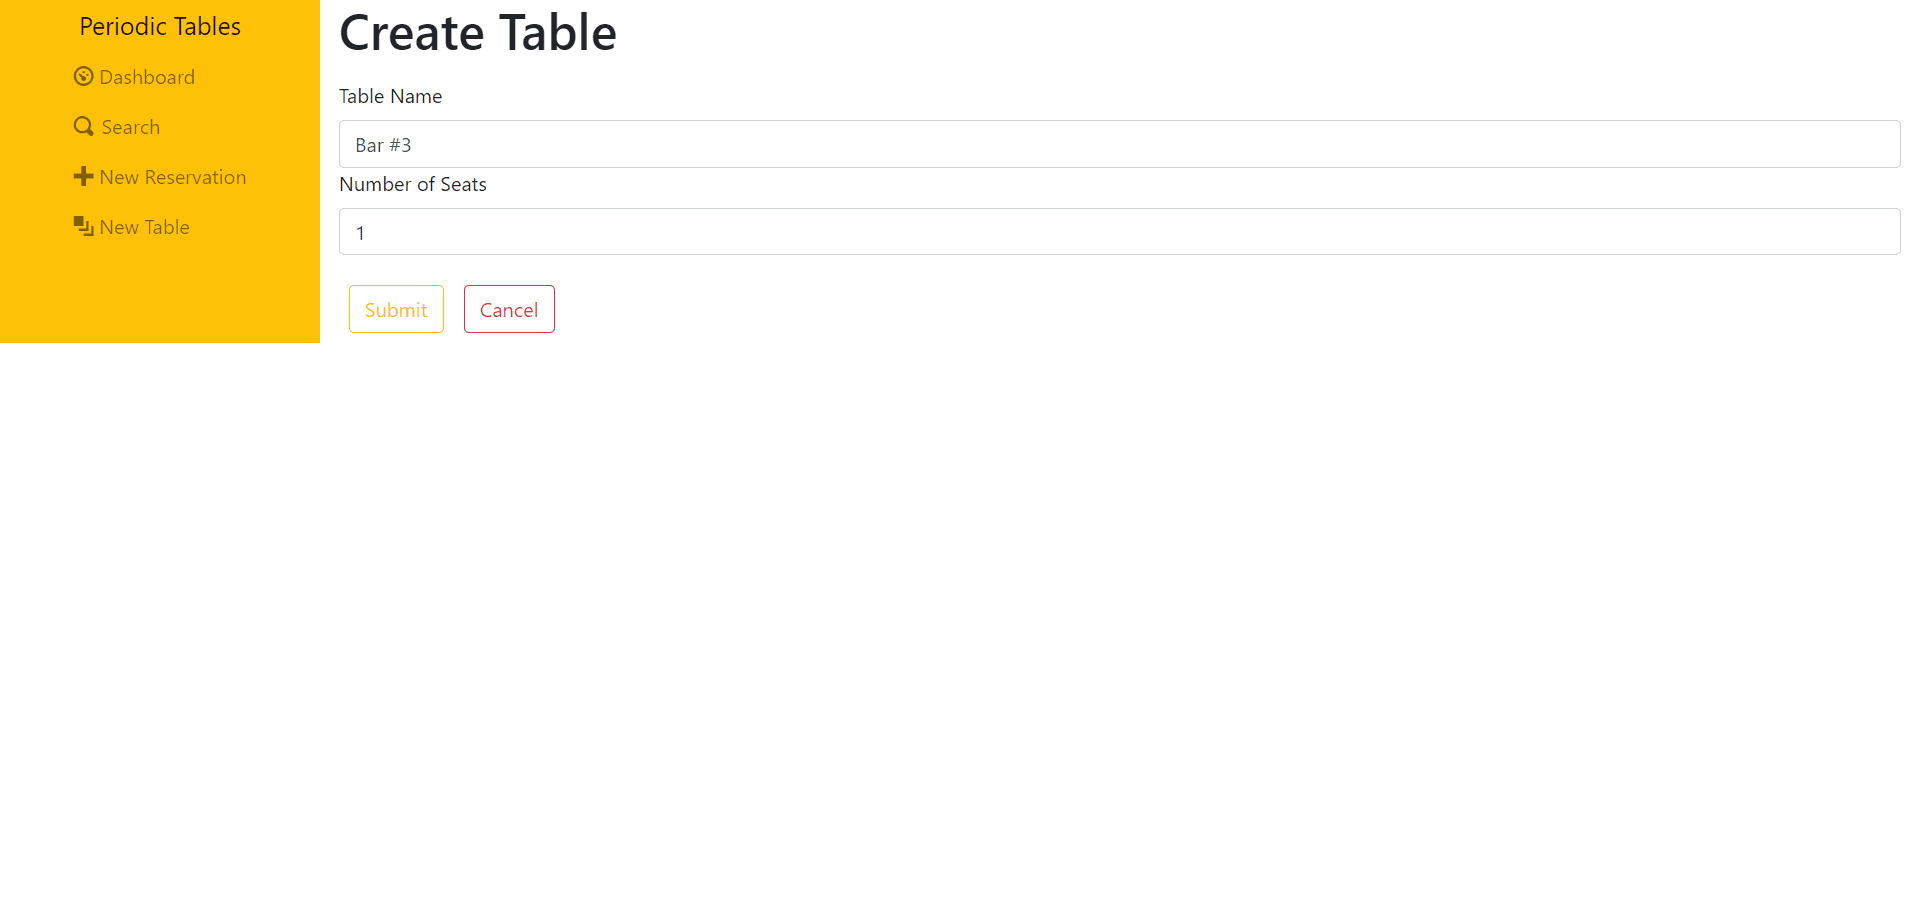 Periodic Tables
Dashboard
Search
New Reservation
New Table
Create Table
Table Name
Bar #3
Number of Seats
1
Submit
Cancel